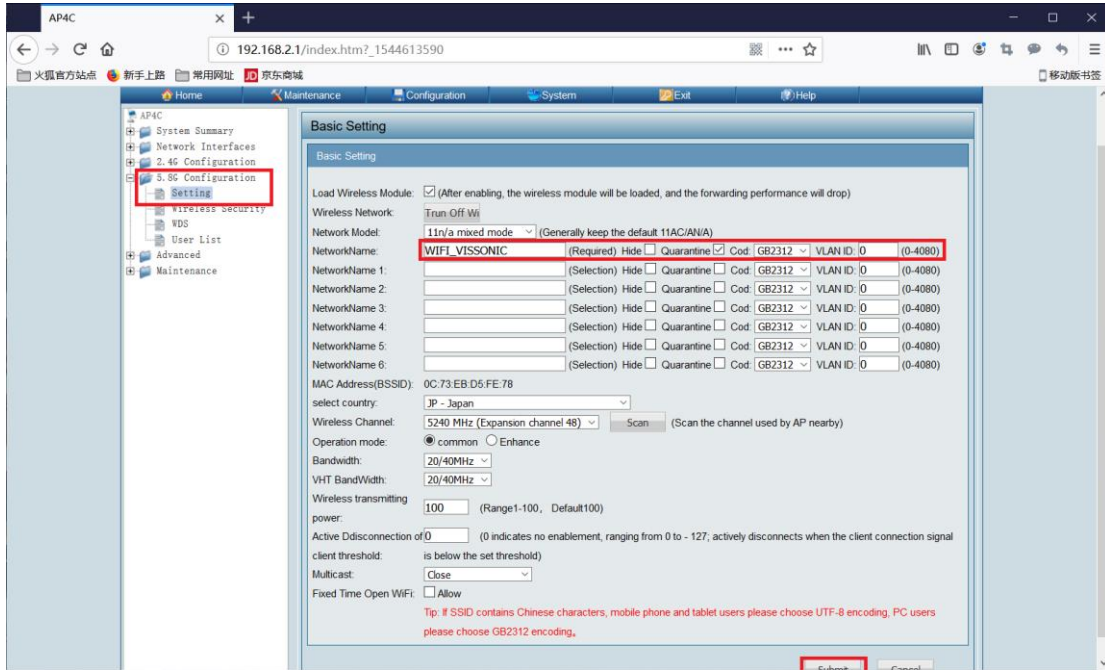 AP4C
192.168.2.1/index.htm?_1544613590
火狐官方站点 新手上路 常用网址 JD 京东商城 移动版书签
Home Maintenance Configuration System Exit Help
AP4C
System Summary
Network Interfaces
2.4G Configuration
5.8G Configuration
Setting
Wireless Security
WDS
User List
Advanced
Maintenance
Basic Setting
Basic Setting
Load Wireless Module: (After enabling, the wireless module will be loaded, and the forwarding performance will drop)
Wireless Network: Trun Off Wi
Network Model: 11n/a mixed mode (Generally keep the default 11AC/AN/A)
NetworkName: WIFI_VISSONIC (Required) Hide Quarantine Cod: GB2312 VLAN ID: 0 (0-4080)
NetworkName 1: (Selection) Hide Quarantine Cod: GB2312 VLAN ID: 0 (0-4080)
NetworkName 2: (Selection) Hide Quarantine Cod: GB2312 VLAN ID: 0 (0-4080)
NetworkName 3: (Selection) Hide Quarantine Cod: GB2312 VLAN ID: 0 (0-4080)
NetworkName 4: (Selection) Hide Quarantine Cod: GB2312 VLAN ID: 0 (0-4080)
NetworkName 5: (Selection) Hide Quarantine Cod: GB2312 VLAN ID: 0 (0-4080)
NetworkName 6: (Selection) Hide Quarantine Cod: GB2312 VLAN ID: 0 (0-4080)
MAC Address(BSSID): 0C:73:EB:D5:FE:78
select country: JP - Japan
Wireless Channel: 5240 MHz (Expansion channel 48) Scan (Scan the channel used by AP nearby)
Operation mode: common Enhance
Bandwidth: 20/40MHz
VHT BandWidth: 20/40MHz
Wireless transmitting
power: 100 (Range1-100, Default100)
Active Ddisconnection of 0 (0 indicates no enablement, ranging from 0 to - 127; actively disconnects when the client connection signal
client threshold: is below the set threshold)
Multicast: Close
Fixed Time Open WiFi: Allow
Tip: If SSID contains Chinese characters, mobile phone and tablet users please choose UTF-8 encoding, PC users
please choose GB2312 encoding。
Submit Cancel